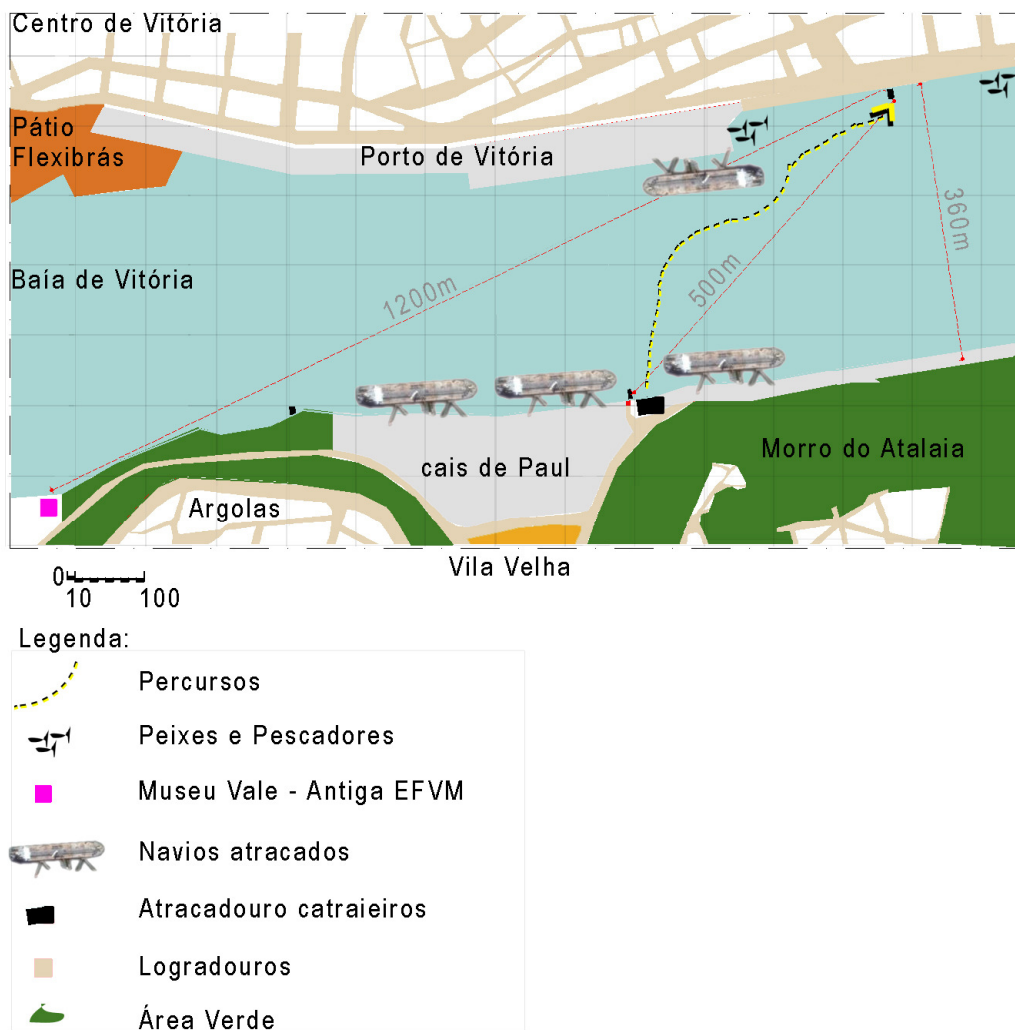 Centro de Vitória
Pátio
Flexibrás
Porto de Vitória
360m
Baía de Vitória
1200m
500m
Morro do Atalaia
cais de Paul
Argolas
Vila Velha
0
10 100
Legenda:
Percursos
Peixes e Pescadores
Museu Vale - Antiga EFVM
Navios atracados
Atracadouro catraieiros
Logradouros
Área Verde